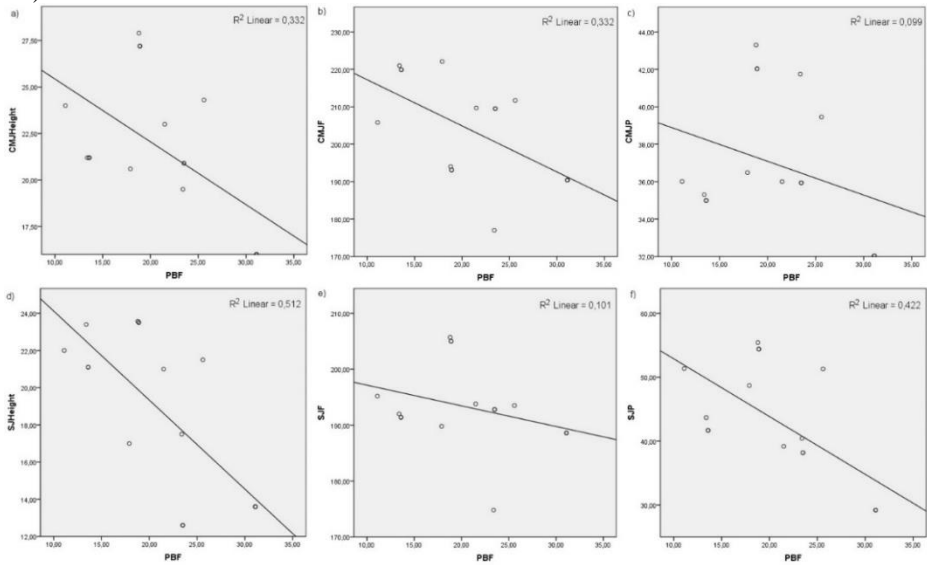 a)
R² Linear = 0,332
27,50
25,00
22,50
20,00
17,50
CMJHeight
10,00 15,00 20,00 25,00 30,00 35,00
PBF
b)
R² Linear = 0,332
230,00
220,00
210,00
200,00
190,00
180,00
170,00
CMJF
10,00 15,00 20,00 25,00 30,00 35,00
PBF
c)
R² Linear = 0,099
44,00
42,00
40,00
38,00
36,00
34,00
32,00
CMJP
10,00 15,00 20,00 25,00 30,00 35,00
PBF
d)
R² Linear = 0,512
24,00
22,00
20,00
18,00
16,00
14,00
12,00
SJHeight
10,00 15,00 20,00 25,00 30,00 35,00
PBF
e)
R² Linear = 0,101
210,00
200,00
190,00
180,00
170,00
SJF
10,00 15,00 20,00 25,00 30,00 35,00
PBF
f)
R² Linear = 0,422
60,00
50,00
40,00
30,00
SJP
10,00 15,00 20,00 25,00 30,00 35,00
PBF